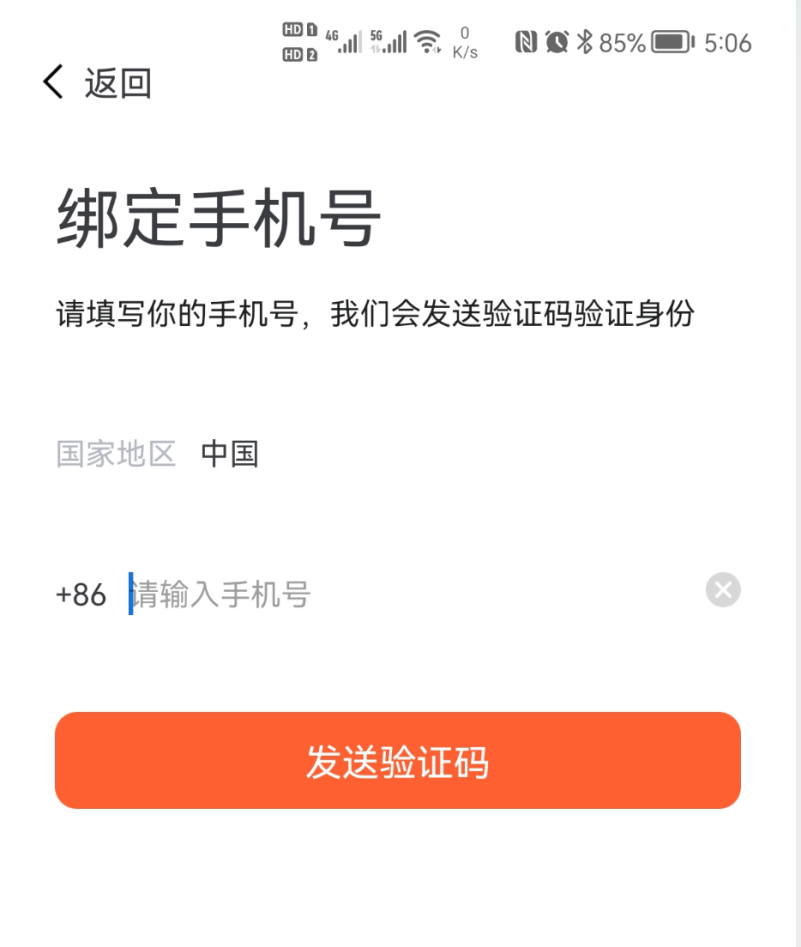 HD 1 4G 5G 0 85% 5:06
HD 2 K/s
返回
绑定手机号
请填写你的手机号，我们会发送验证码验证身份
国家地区 中国
+86 请输入手机号
发送验证码